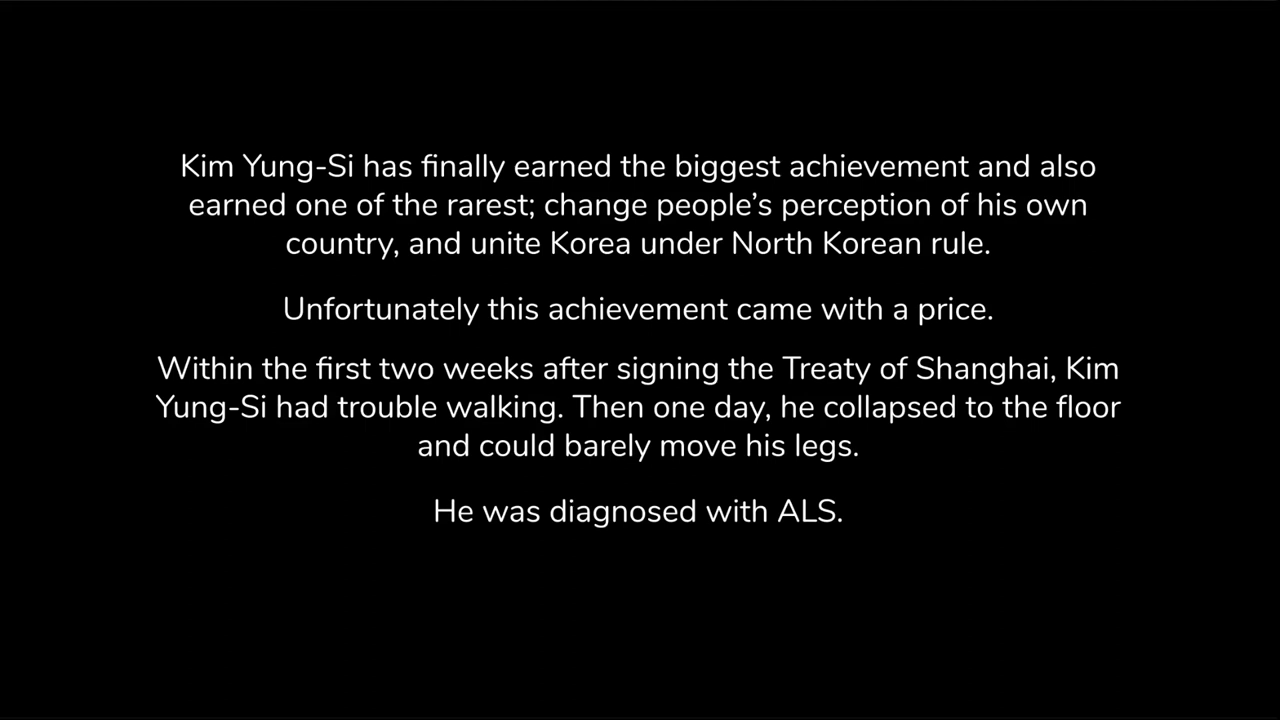 Kim Yung-Si has finally earned the biggest achievement and also
earned one of the rarest; change people’s perception of his own
country, and unite Korea under North Korean rule.
Unfortunately this achievement came with a price.
Within the first two weeks after signing the Treaty of Shanghai, Kim
Yung-Si had trouble walking. Then one day, he collapsed to the floor
and could barely move his legs.
He was diagnosed with ALS.